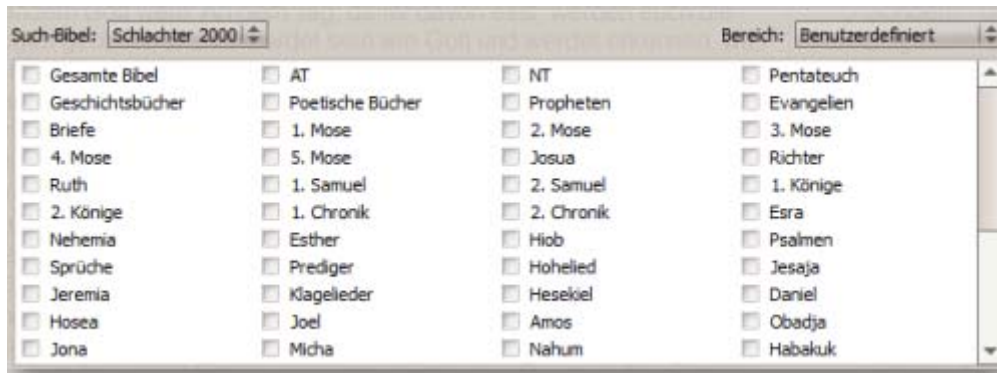 Such-Bibel: Schlachter 2000 Bereich: Benutzerdefiniert
Gesamte Bibel AT NT Pentateuch
Geschichtsbücher Poetische Bücher Propheten Evangelien
Briefe 1. Mose 2. Mose 3. Mose
4. Mose 5. Mose Josua Richter
Ruth 1. Samuel 2. Samuel 1. Könige
2. Könige 1. Chronik 2. Chronik Esra
Nehemia Esther Hiob Psalmen
Sprüche Prediger Hohelied Jesaja
Jeremia Klagelieder Hesekiel Daniel
Hosea Joel Amos Obadja
Jona Micha Nahum Habakuk